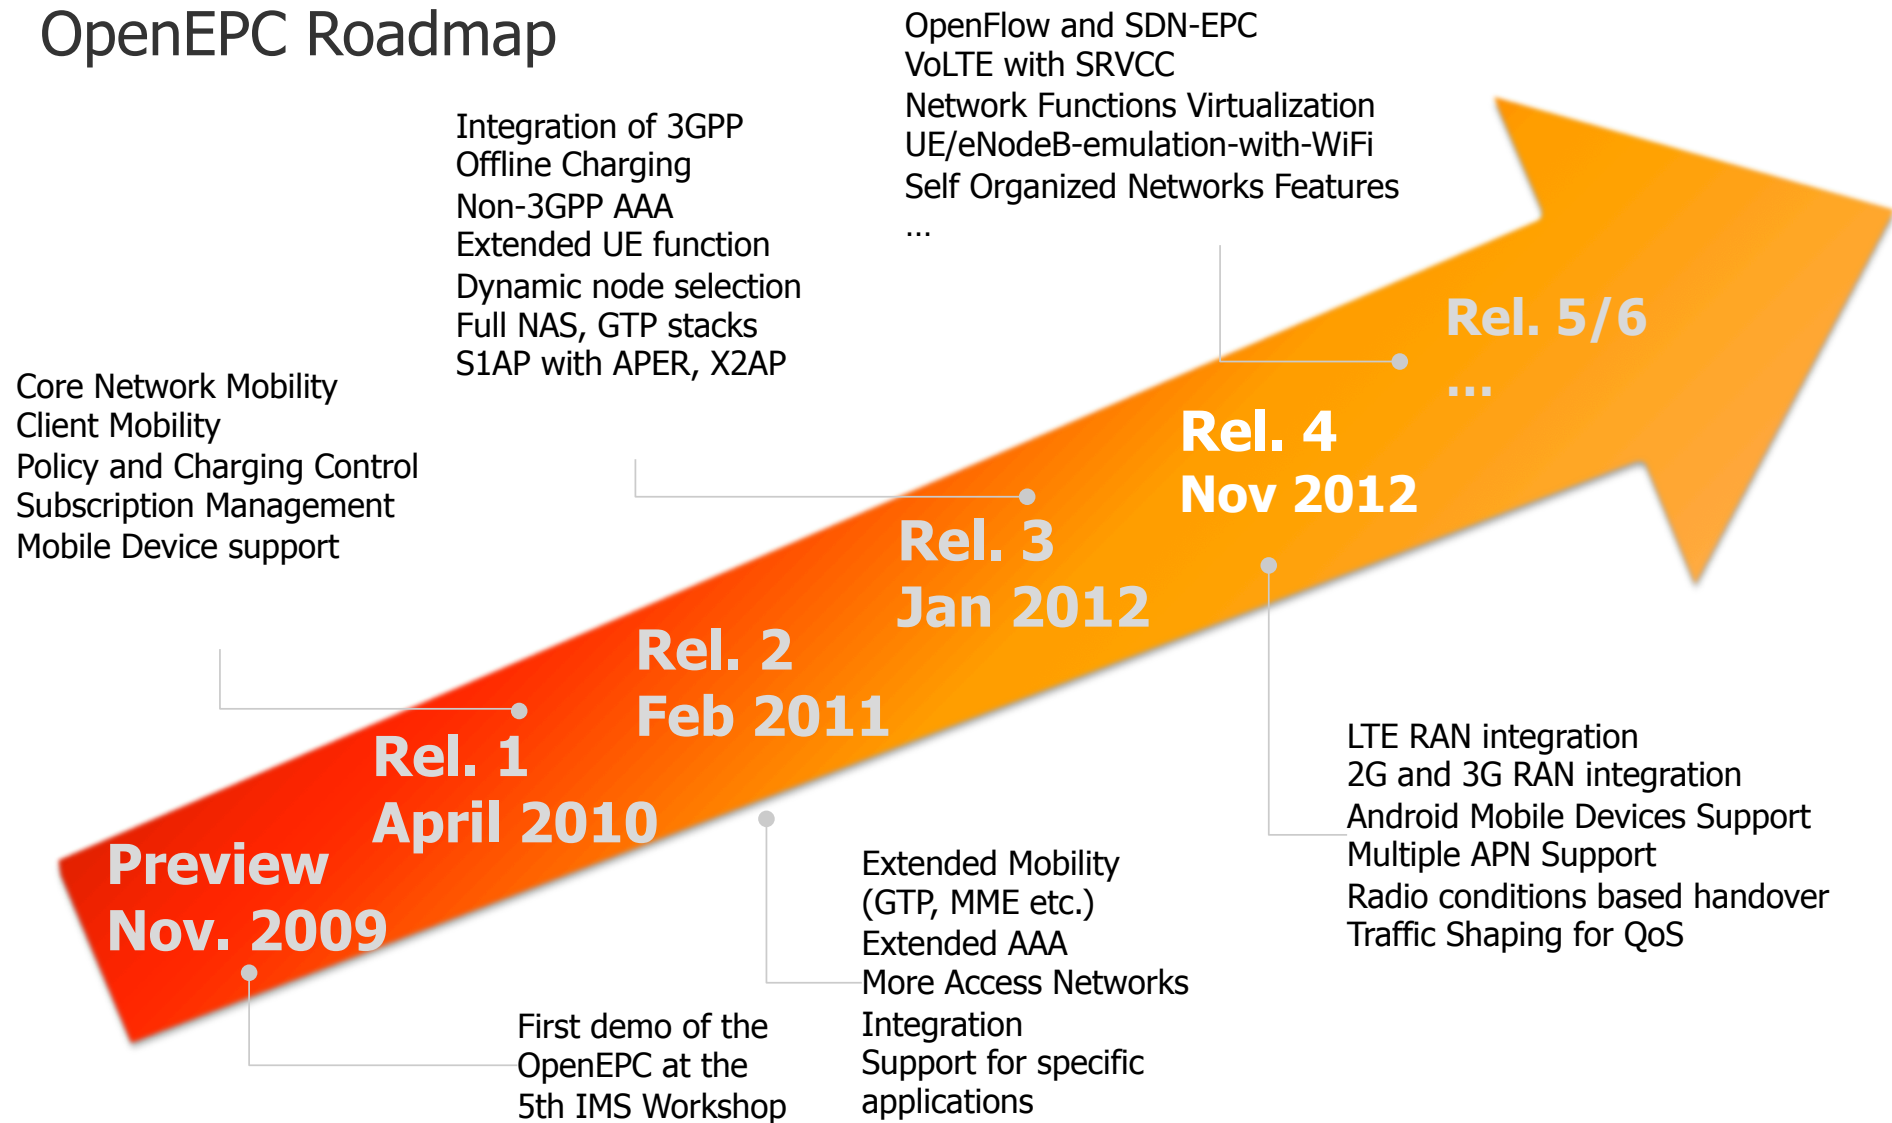 OpenEPC Roadmap
OpenFlow and SDN-EPC
VoLTE with SRVCC
Network Functions Virtualization
UE/eNodeB-emulation-with-WiFi
Self Organized Networks Features
...
Integration of 3GPP
Offline Charging
Non-3GPP AAA
Extended UE function
Dynamic node selection
Full NAS, GTP stacks
S1AP with APER, X2AP
Core Network Mobility
Client Mobility
Policy and Charging Control
Subscription Management
Mobile Device support
Rel. 5/6
...
Rel. 4
Nov 2012
Rel. 3
Jan 2012
Rel. 2
Feb 2011
Rel. 1
April 2010
Preview
Nov. 2009
LTE RAN integration
2G and 3G RAN integration
Android Mobile Devices Support
Multiple APN Support
Radio conditions based handover
Traffic Shaping for QoS
Extended Mobility
(GTP, MME etc.)
Extended AAA
More Access Networks
Integration
Support for specific
applications
First demo of the
OpenEPC at the
5th IMS Workshop